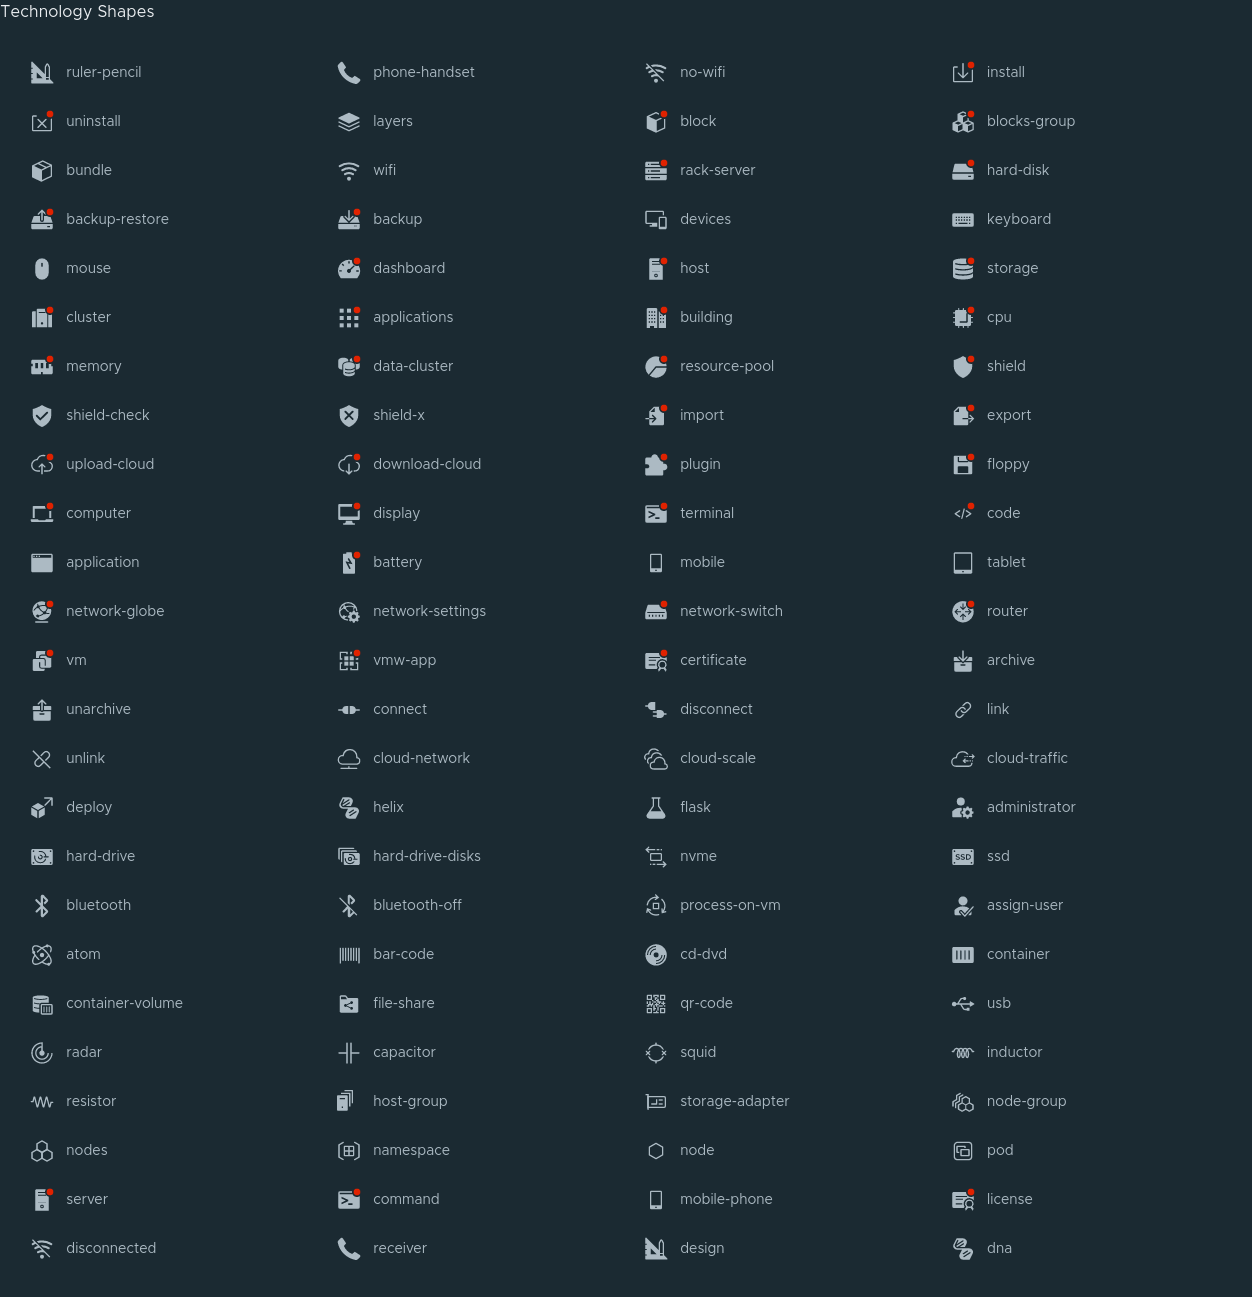 Technology Shapes
ruler-pencil phone-handset no-wifi install
uninstall layers block blocks-group
bundle wifi rack-server hard-disk
backup-restore backup devices keyboard
mouse dashboard host storage
cluster applications building cpu
memory data-cluster resource-pool shield
shield-check shield-x import export
upload-cloud download-cloud plugin floppy
computer display terminal code
application battery mobile tablet
network-globe network-settings network-switch router
vm vmw-app certificate archive
unarchive connect disconnect link
unlink cloud-network cloud-scale cloud-traffic
deploy helix flask administrator
hard-drive hard-drive-disks nvme SSD ssd
bluetooth bluetooth-off process-on-vm assign-user
atom bar-code cd-dvd container
container-volume file-share qr-code usb
radar capacitor squid inductor
resistor host-group storage-adapter node-group
nodes namespace node pod
server command mobile-phone license
disconnected receiver design dna